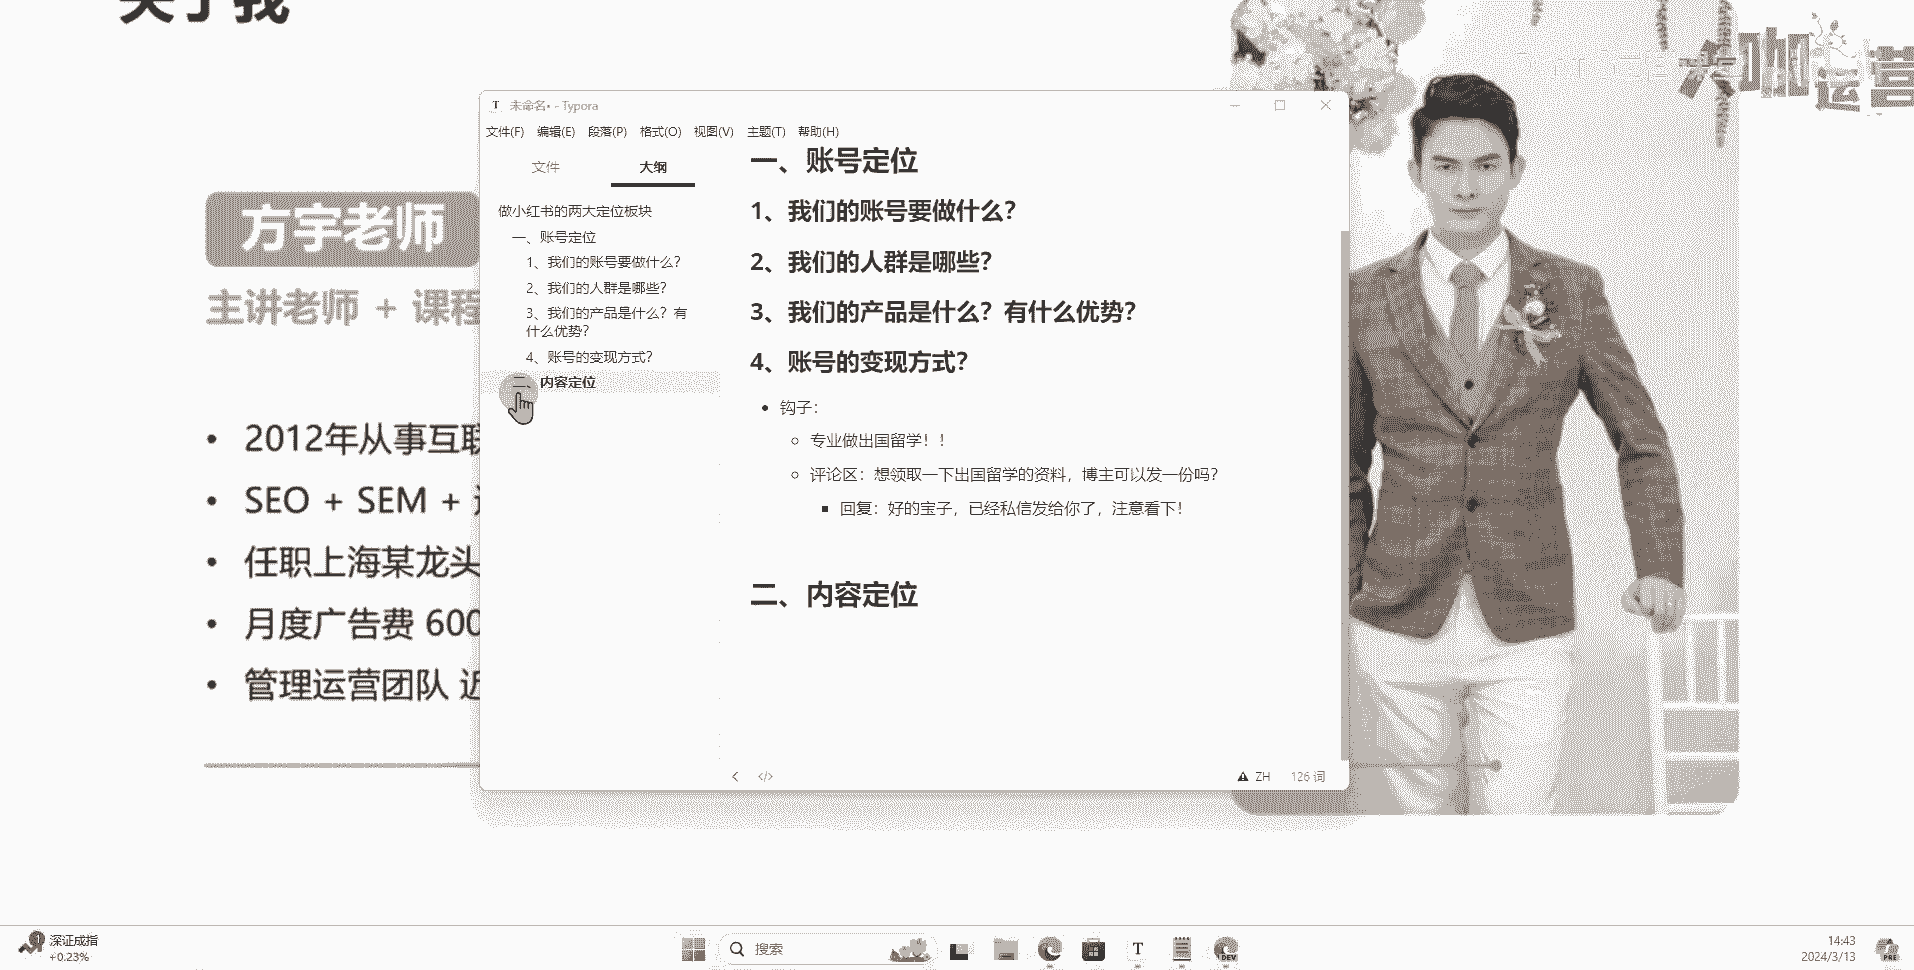 关于我
大咖运营
方宇老师
主讲老师 + 课程
2012年从事互联
SEO + SEM +
任职上海某龙头
月度广告费 600
管理运营团队 近
未命名• - Typora
文件(F) 编辑(E) 段落(P) 格式(O) 视图(V) 主题(T) 帮助(H)
文件 大纲
做小红书的两大定位板块
一、账号定位
1、我们的账号要做什么？
2、我们的人群是哪些？
3、我们的产品是什么？有
什么优势？
4、账号的变现方式？
二、内容定位
一、账号定位
1、我们的账号要做什么？
2、我们的人群是哪些？
3、我们的产品是什么？有什么优势？
4、账号的变现方式？
钩子：
专业做出国留学！！
评论区：想领取一下出国留学的资料，博主可以发一份吗？
回复：好的宝子，已经私信发给你了，注意看下！
二、内容定位
</> ZH 126 词
深证成指
+0.23%
搜索
T
DEV
14:43
2024/3/13
PRE